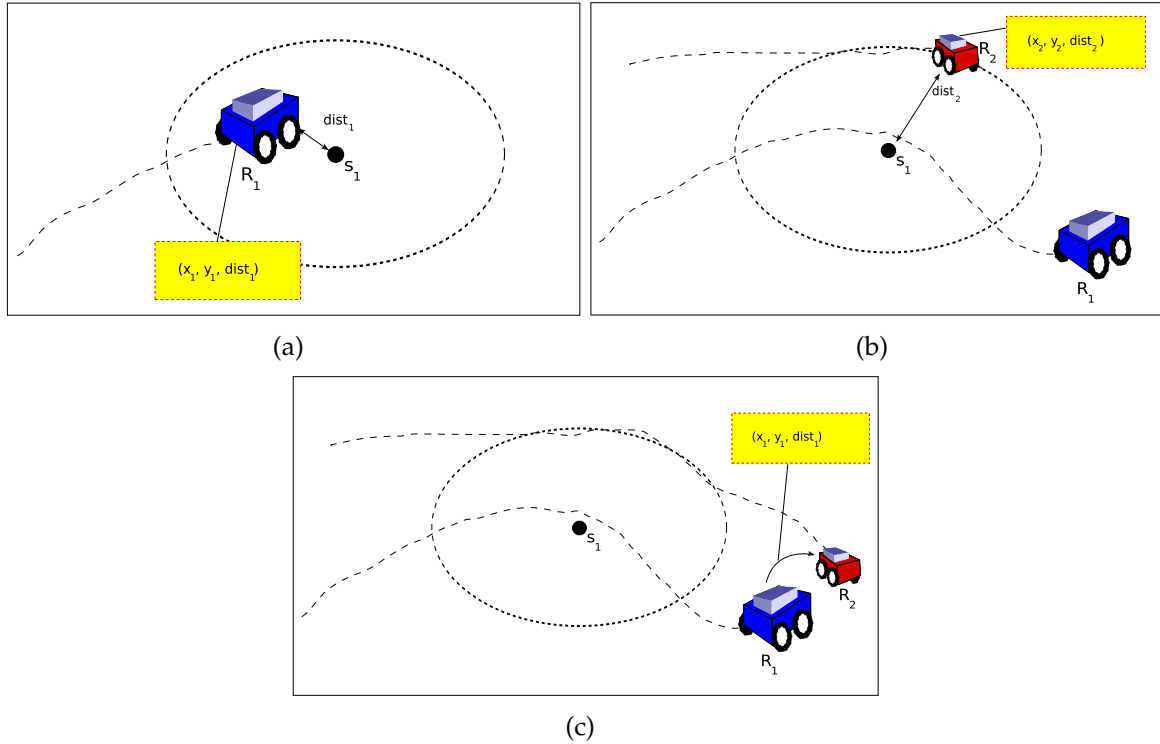 dist₁
s₁
R₁
(x₁, y₁, dist₁)
(a)
(x₂, y₂, dist₂)
R₂
dist₂
s₁
R₁
(b)
(x₁, y₁, dist₁)
s₁
R₂
R₁
(c)